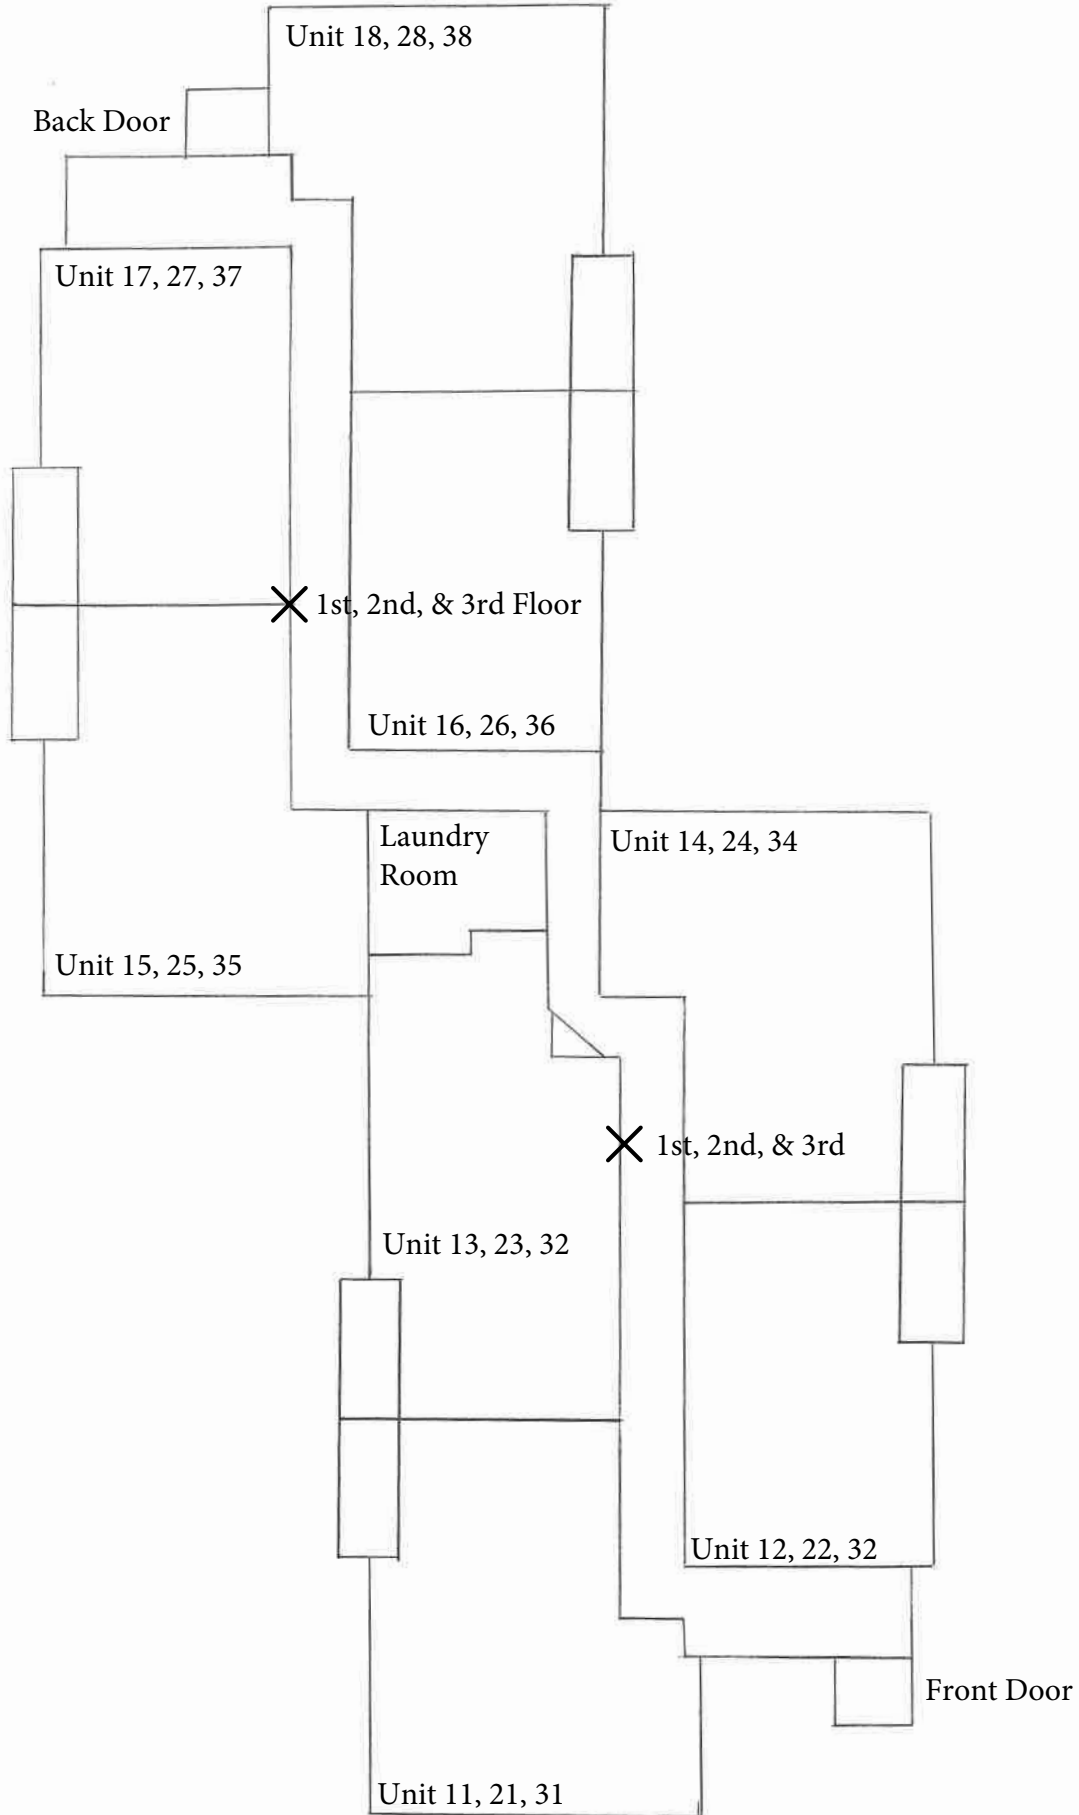 Unit 18, 28, 38
Back Door
Unit 17, 27, 37
1st, 2nd, & 3rd Floor
Unit 16, 26, 36
Laundry
Room
Unit 14, 24, 34
Unit 15, 25, 35
1st, 2nd, & 3rd
Unit 13, 23, 32
Unit 12, 22, 32
Front Door
Unit 11, 21, 31